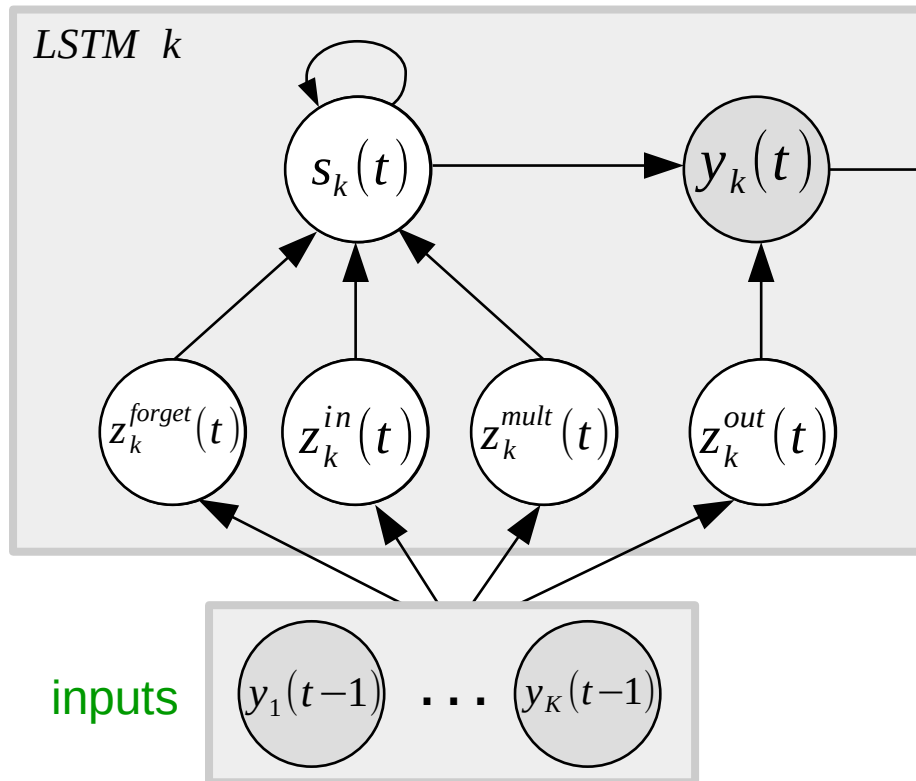 LSTM k
s_k(t)
y_k(t)
z_k^{forget}(t)
z_k^{in}(t)
z_k^{mult}(t)
z_k^{out}(t)
inputs
y_1(t−1) ... y_K(t−1)